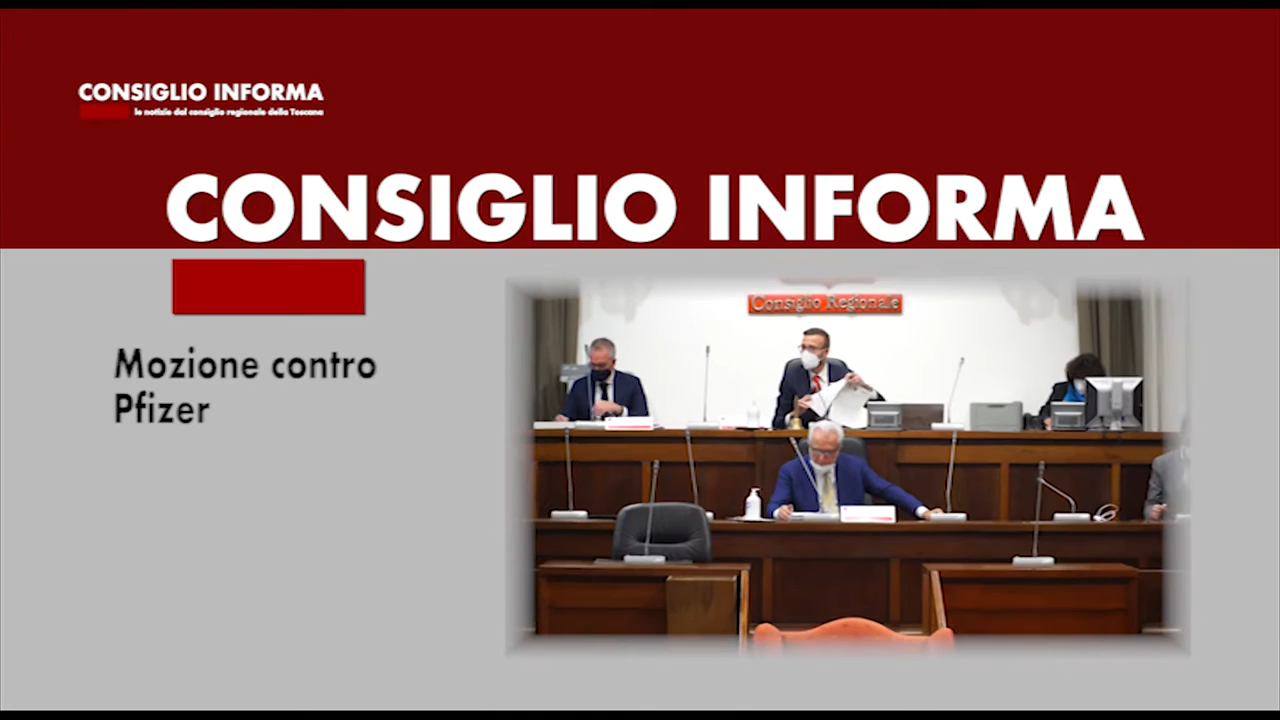 CONSIGLIO INFORMA
le notizie dal consiglio regionale della Toscana
CONSIGLIO INFORMA
Consiglio Regionale
Mozione contro
Pfizer